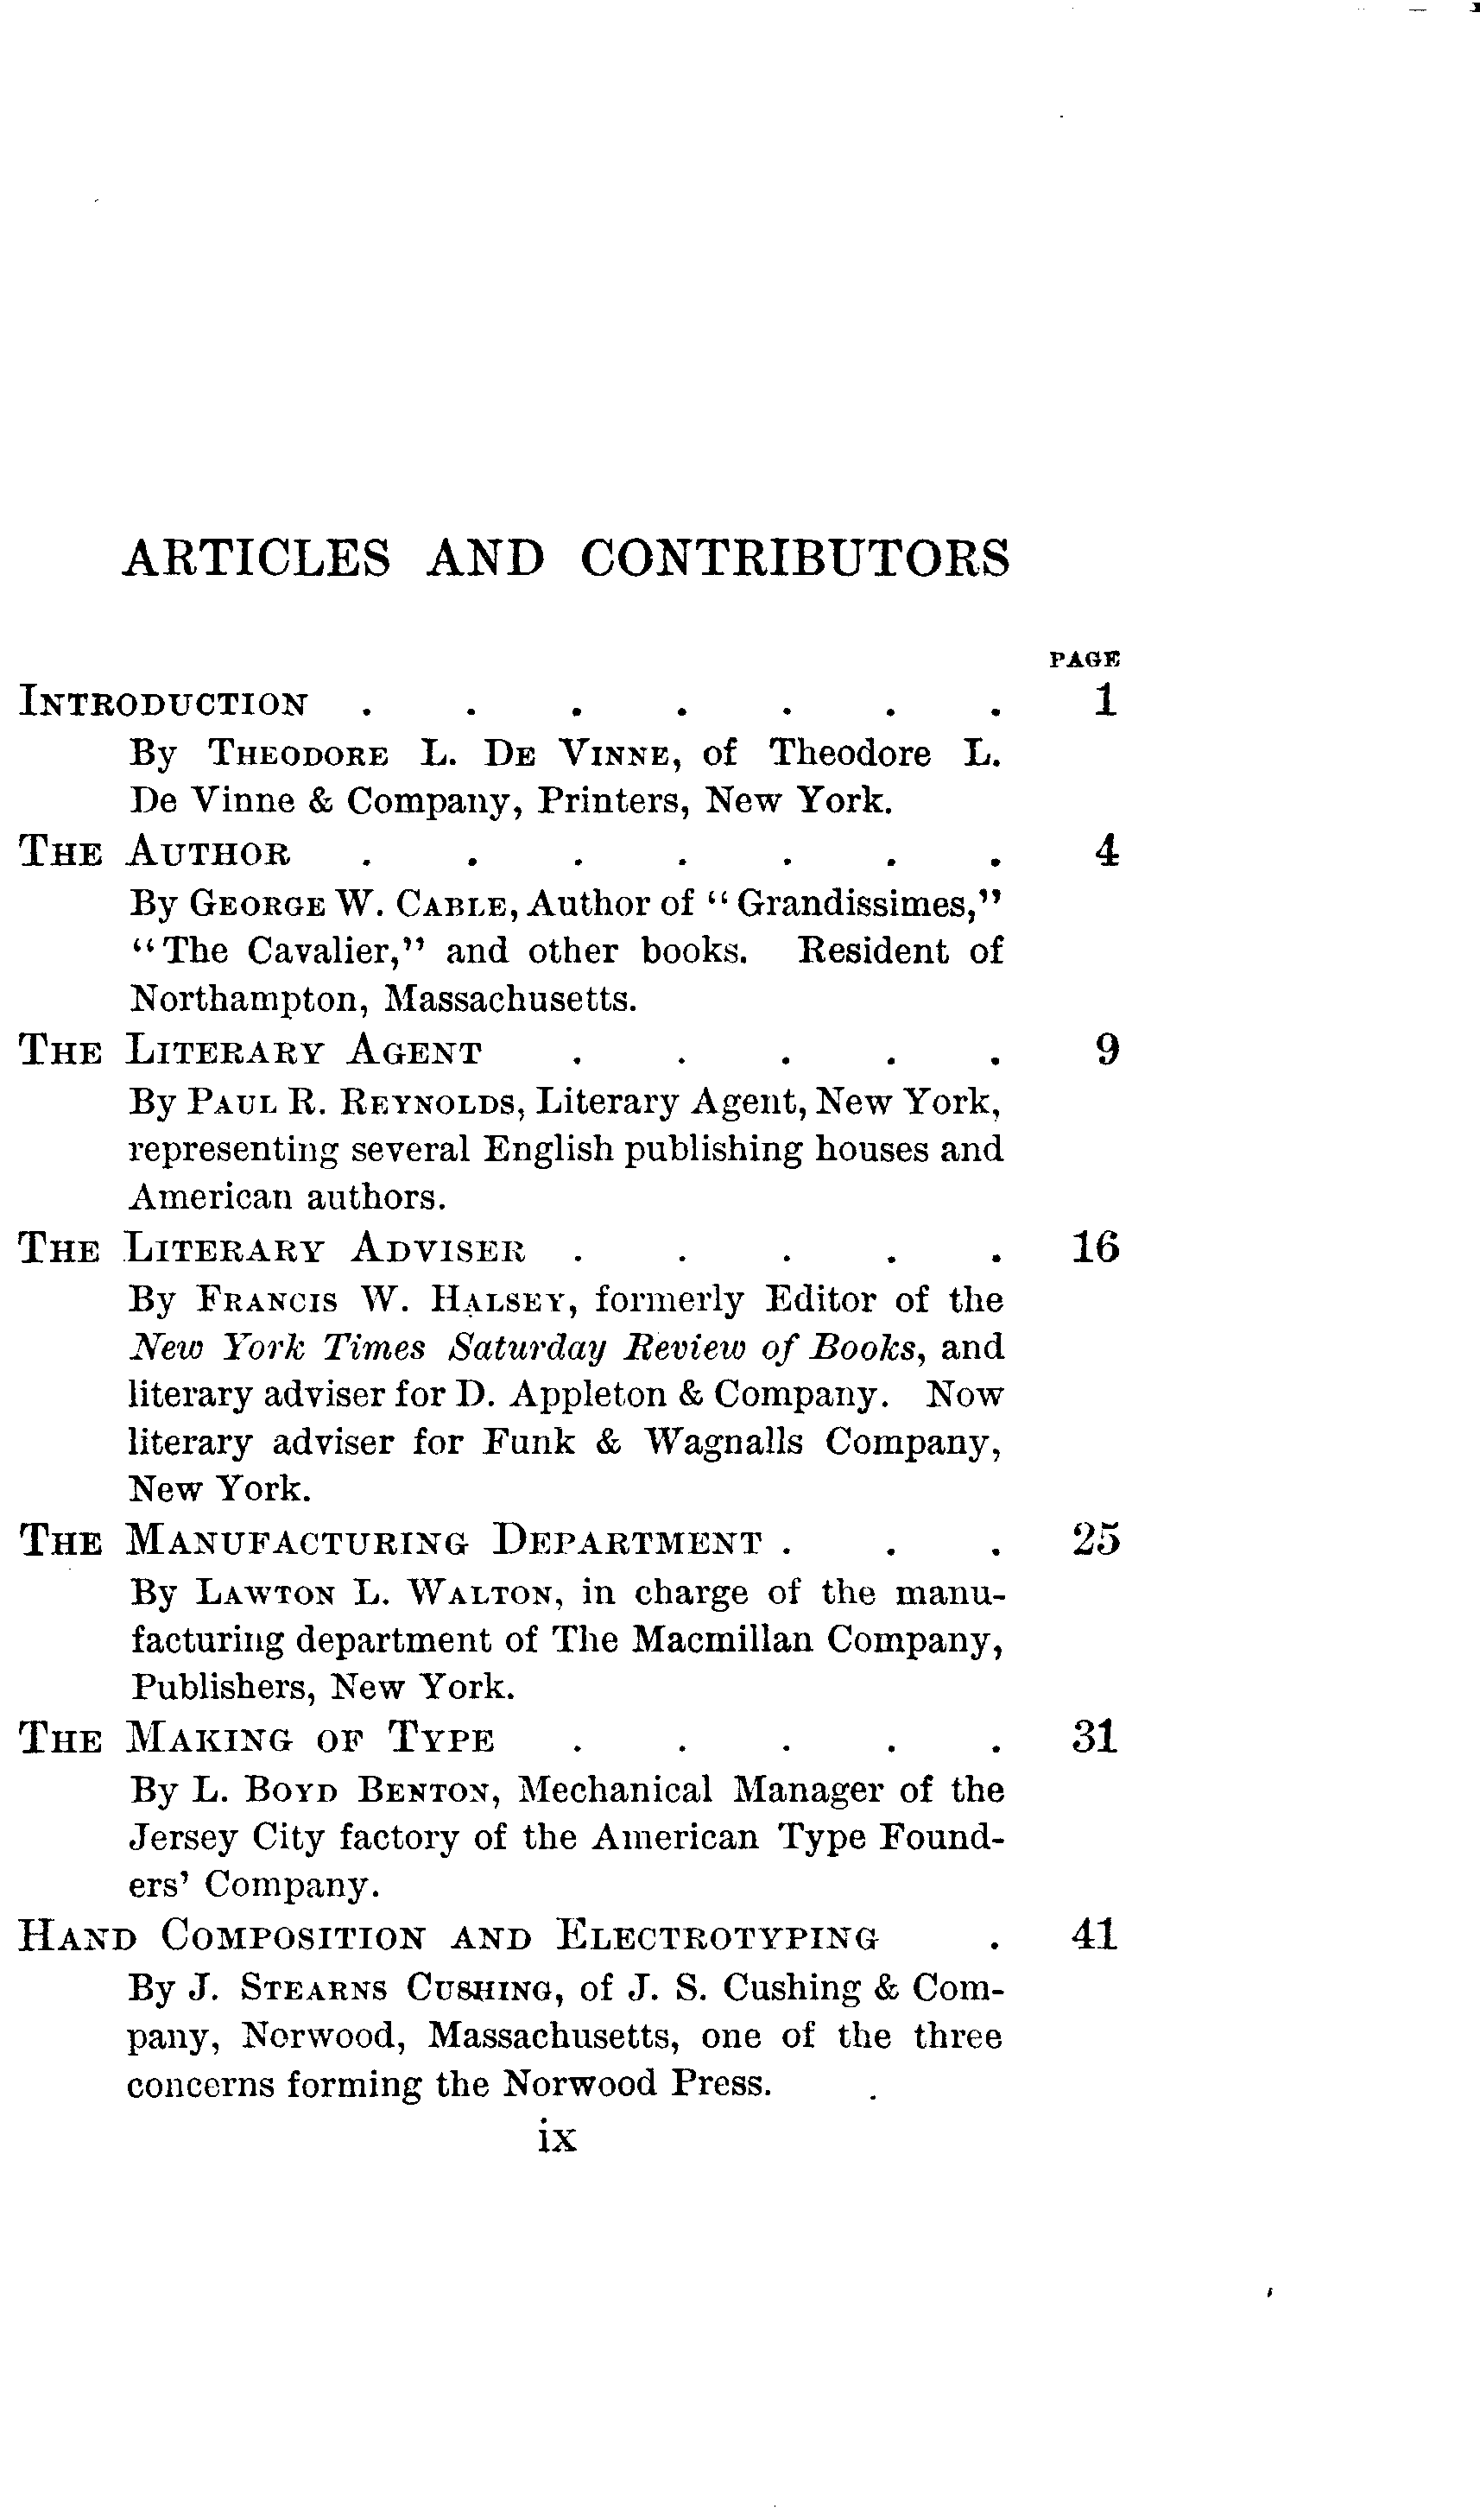 ARTICLES AND CONTRIBUTORS
PAGE
INTRODUCTION . . . . . . . 1
By THEODORE L. DE VINNE, of Theodore L.
De Vinne & Company, Printers, New York.
THE AUTHOR . . . . . . . 4
By GEORGE W. CABLE, Author of "Grandissimes,"
"The Cavalier," and other books. Resident of
Northampton, Massachusetts.
THE LITERARY AGENT . . . . . 9
By PAUL R. REYNOLDS, Literary Agent, New York,
representing several English publishing houses and
American authors.
THE LITERARY ADVISER . . . . . 16
By FRANCIS W. HALSEY, formerly Editor of the
New York Times Saturday Review of Books, and
literary adviser for D. Appleton & Company. Now
literary adviser for Funk & Wagnalls Company,
New York.
THE MANUFACTURING DEPARTMENT . . . 25
By LAWTON L. WALTON, in charge of the manu-
facturing department of The Macmillan Company,
Publishers, New York.
THE MAKING OF TYPE . . . . . 31
By L. BOYD BENTON, Mechanical Manager of the
Jersey City factory of the American Type Found-
ers' Company.
HAND COMPOSITION AND ELECTROTYPING . 41
By J. STEARNS CUSHING, of J. S. Cushing & Com-
pany, Norwood, Massachusetts, one of the three
concerns forming the Norwood Press.
ix